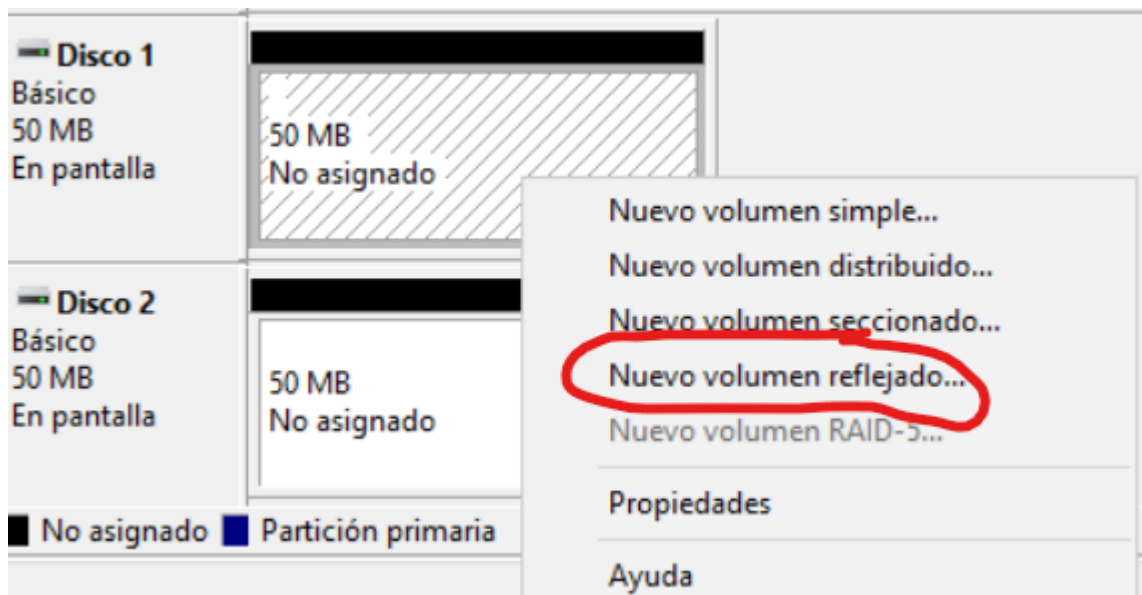 Disco 1
Básico
50 MB
En pantalla
50 MB
No asignado
Disco 2
Básico
50 MB
En pantalla
50 MB
No asignado
No asignado Partición primaria
Nuevo volumen simple...
Nuevo volumen distribuido...
Nuevo volumen seccionado...
Nuevo volumen reflejado...
Nuevo volumen RAID-5...
Propiedades
Ayuda